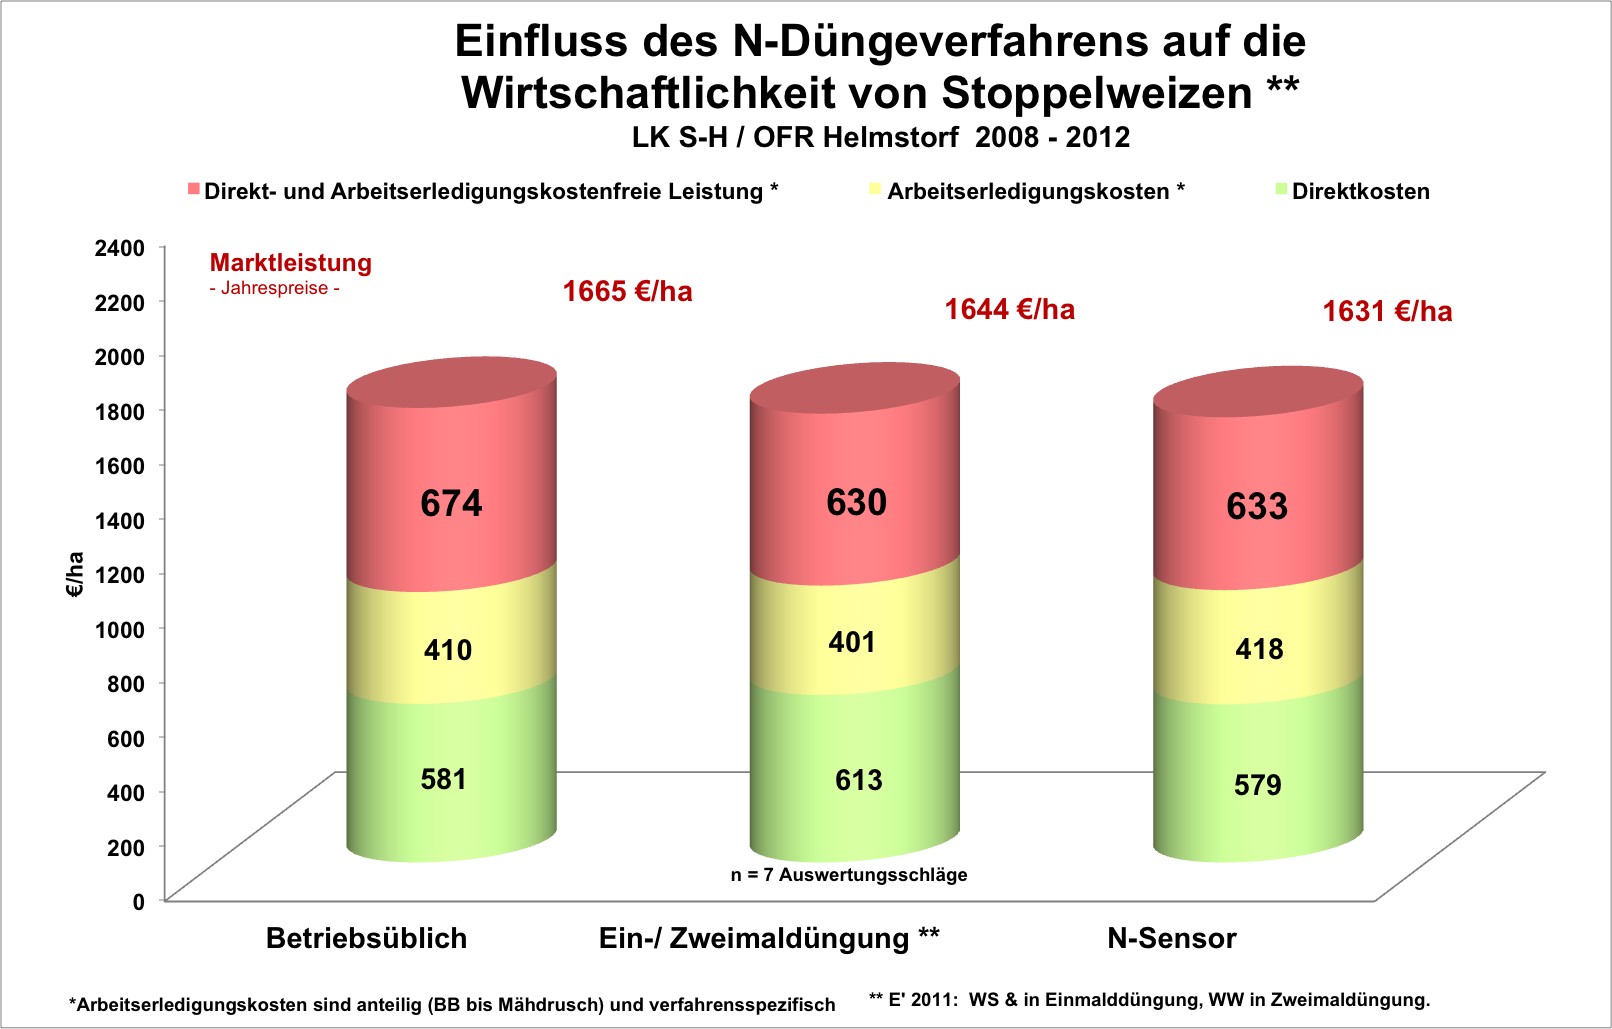 Einfluss des N-Düngeverfahrens auf die
Wirtschaftlichkeit von Stoppelweizen **
LK S-H / OFR Helmstorf 2008 - 2012
Direkt- und Arbeitserledigungskostenfreie Leistung *
Arbeitserledigungskosten *
Direktkosten
Marktleistung
- Jahrespreise -
1665 €/ha
1644 €/ha
1631 €/ha
€/ha
2400
2200
2000
1800
1600
1400
1200
1000
800
600
400
200
0
674
630
633
410
401
418
581
613
579
n = 7 Auswertungsschläge
Betriebsüblich
Ein-/ Zweimaldüngung **
N-Sensor
*Arbeitserledigungskosten sind anteilig (BB bis Mähdrusch) und verfahrensspezifisch
** E' 2011: WS & in Einmalddüngung, WW in Zweimaldüngung.